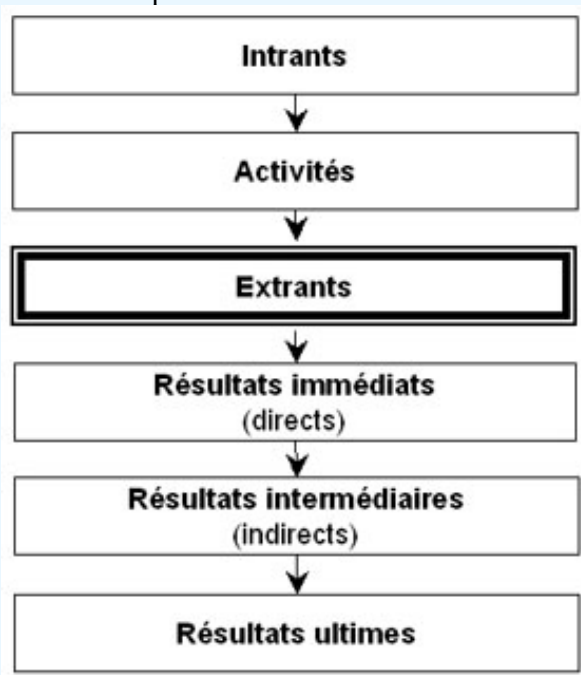 Intrants
Activités
Extrants
Résultats immédiats
(directs)
Résultats intermédiaires
(indirects)
Résultats ultimes